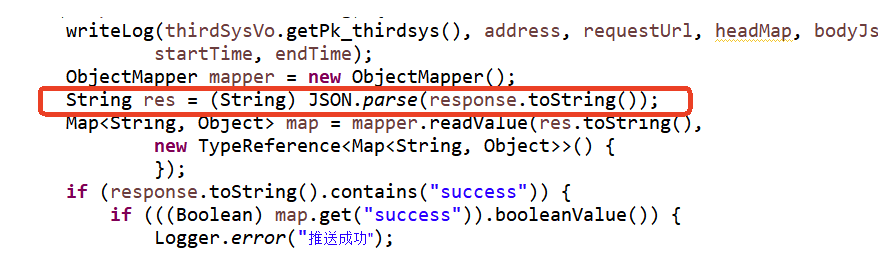 writeLog(thirdSysVo.getPk_thirdsys(), address, requestUrl, headMap, bodyJs
startTime, endTime);
ObjectMapper mapper = new ObjectMapper();
String res = (String) JSON.parse(response.toString());
Map<String, Object> map = mapper.readValue(res.toString(),
new TypeReference<Map<String, Object>>() {
});
if (response.toString().contains("success")) {
if (((Boolean) map.get("success")).booleanValue()) {
Logger.error("推送成功");